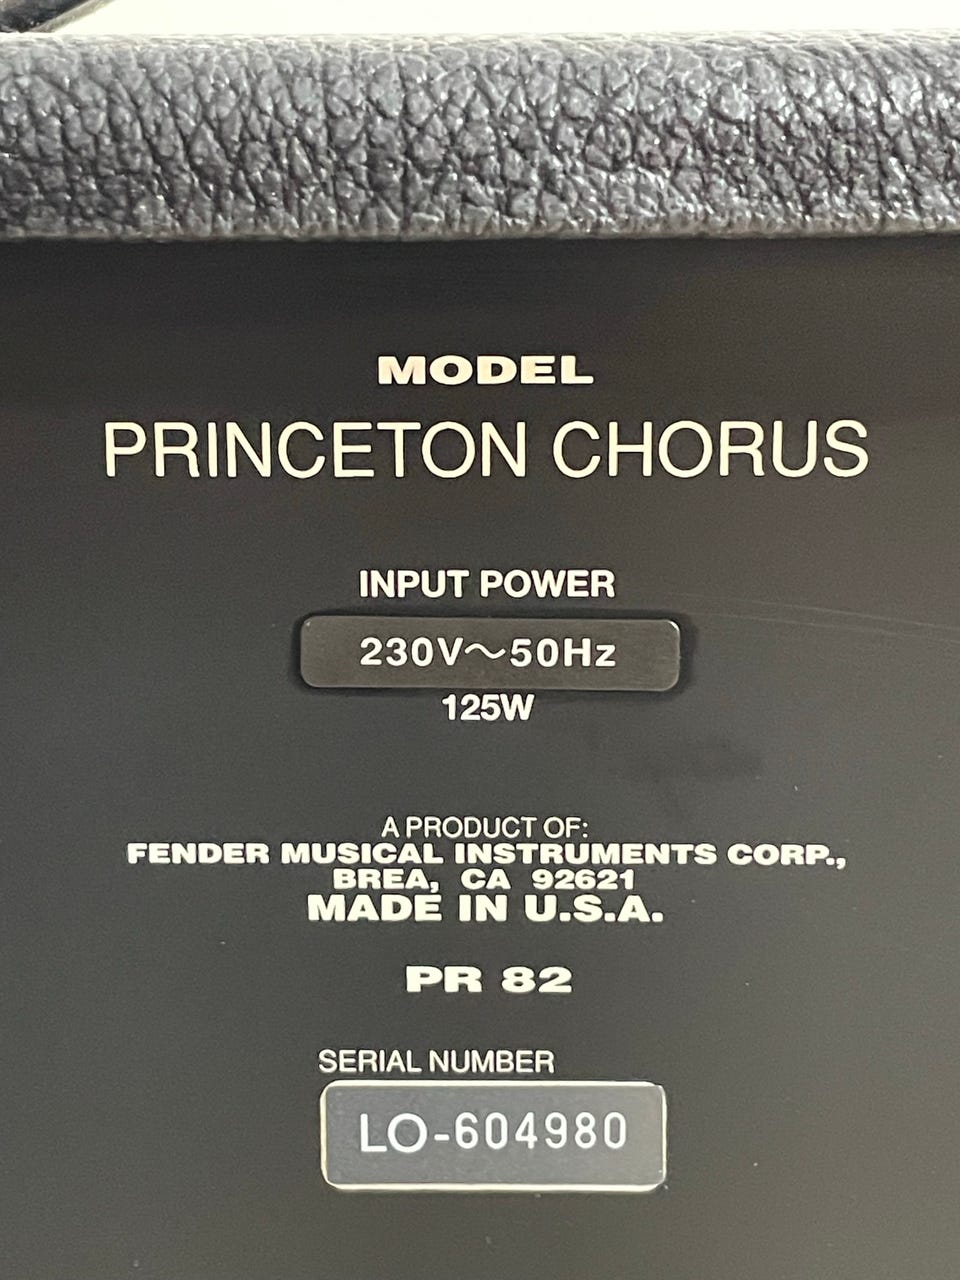 MODEL
PRINCETON CHORUS
INPUT POWER
230V～50Hz
125W
A PRODUCT OF:
FENDER MUSICAL INSTRUMENTS CORP.,
BREA, CA 92621
MADE IN U.S.A.
PR 82
SERIAL NUMBER
LO-604980